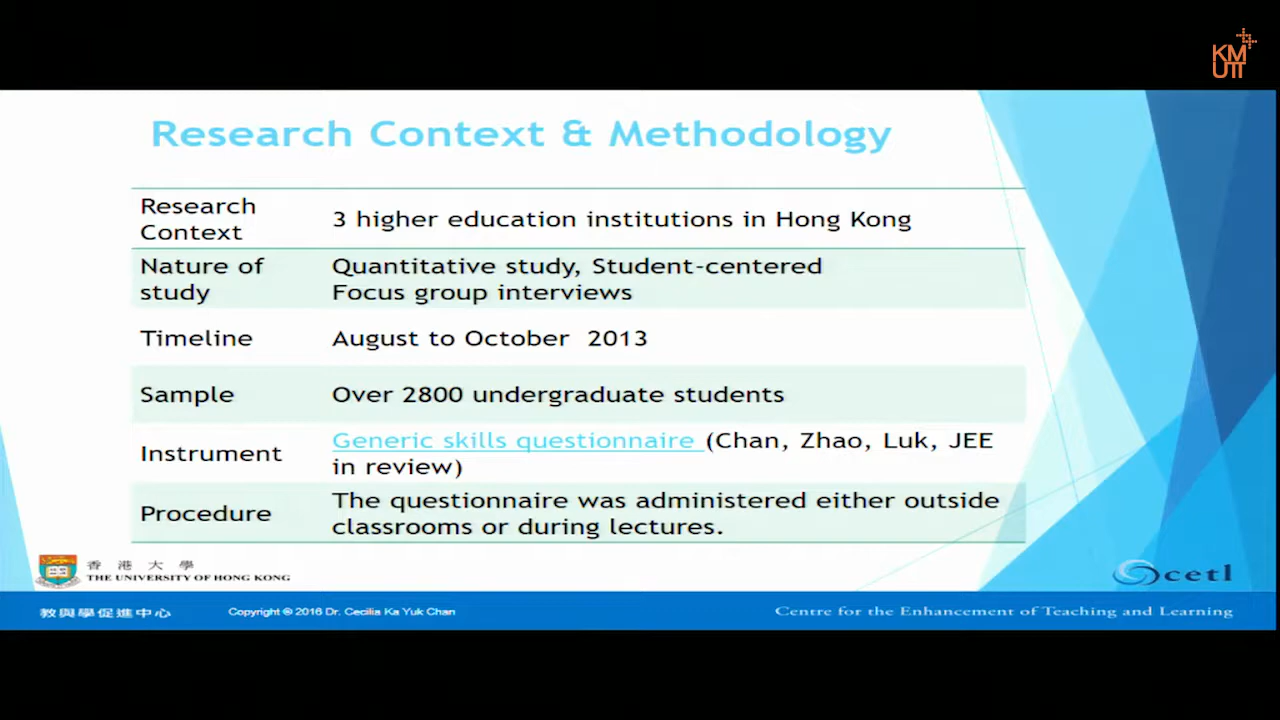 KM
UTT
Research Context & Methodology
Research
Context
3 higher education institutions in Hong Kong
Nature of
study
Quantitative study, Student-centered
Focus group interviews
Timeline
August to October 2013
Sample
Over 2800 undergraduate students
Instrument
Generic skills questionnaire (Chan, Zhao, Luk, JEE
in review)
Procedure
The questionnaire was administered either outside
classrooms or during lectures.
香港大學
THE UNIVERSITY OF HONG KONG
cetl
教與學促進中心
Copyright © 2016 Dr. Cecilia Ka Yuk Chan
Centre for the Enhancement of Teaching and Learning